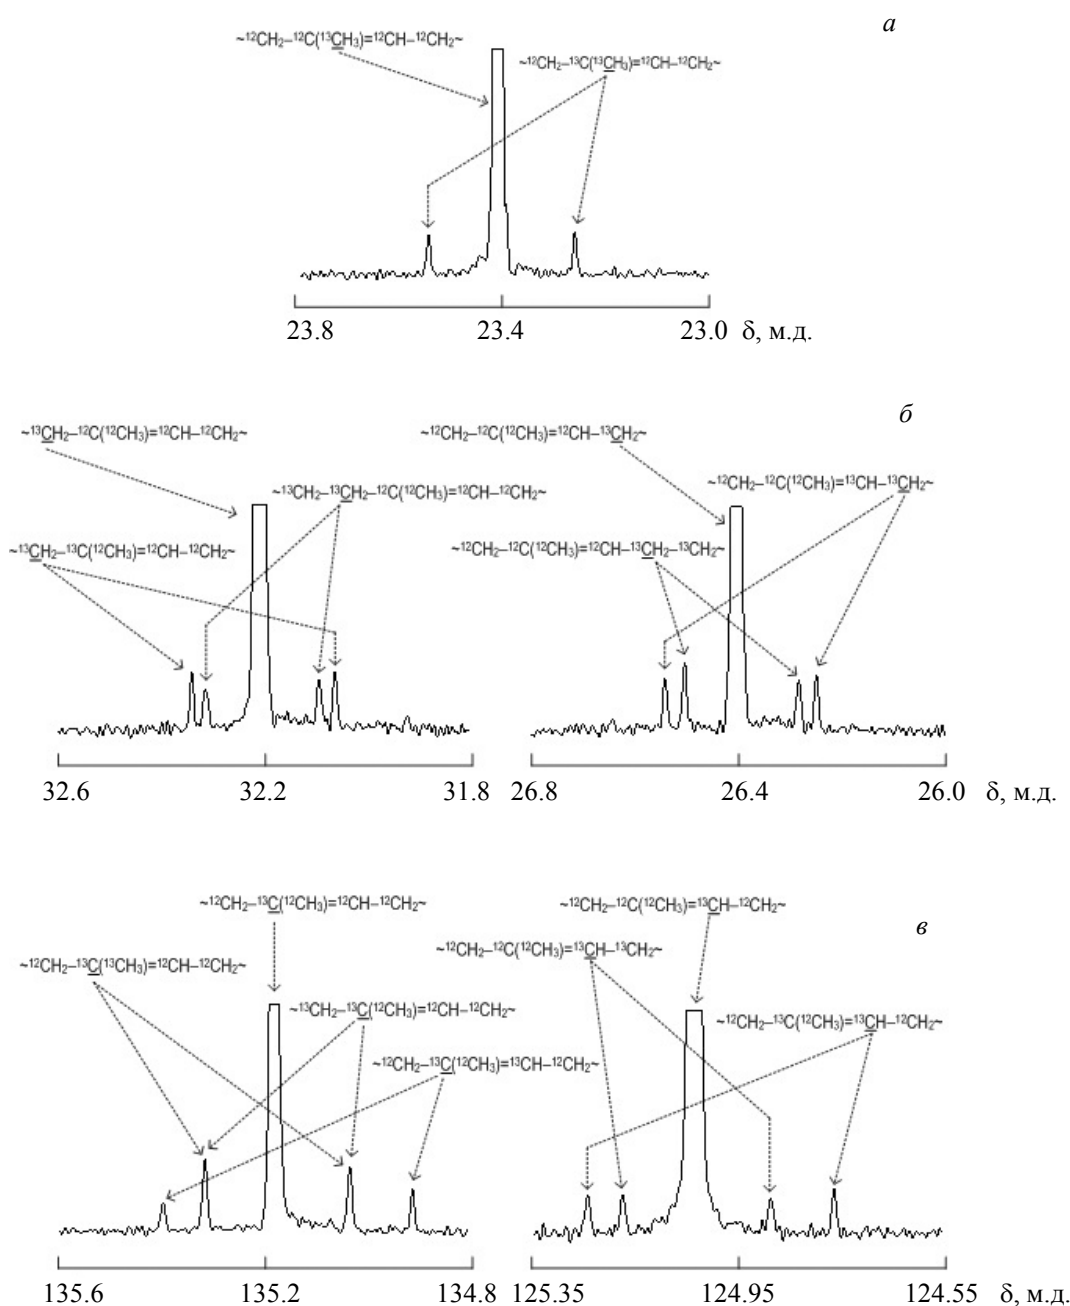 а
~¹²CH₂–¹²C(¹³CH₃)=¹²CH–¹²CH₂~
~¹²CH₂–¹³C(¹³CH₃)=¹²CH–¹²CH₂~
23.8 23.4 23.0 δ, м.д.
б
~¹³CH₂–¹²C(¹²CH₃)=¹²CH–¹²CH₂~ ~¹²CH₂–¹²C(¹²CH₃)=¹²CH–¹³CH₂~
~¹³CH₂–¹³CH₂–¹²C(¹²CH₃)=¹²CH–¹²CH₂~ ~¹²CH₂–¹²C(¹²CH₃)=¹³CH–¹³CH₂~
~¹³CH₂–¹³C(¹²CH₃)=¹²CH–¹²CH₂~ ~¹²CH₂–¹²C(¹²CH₃)=¹²CH–¹³CH₂–¹³CH₂~
32.6 32.2 31.8 26.8 26.4 26.0 δ, м.д.
~¹²CH₂–¹³C(¹²CH₃)=¹²CH–¹²CH₂~ ~¹²CH₂–¹²C(¹²CH₃)=¹³CH–¹²CH₂~
в
~¹²CH₂–¹³C(¹³CH₃)=¹²CH–¹²CH₂~ ~¹²CH₂–¹²C(¹²CH₃)=¹³CH–¹³CH₂~
~¹³CH₂–¹³C(¹²CH₃)=¹²CH–¹²CH₂~ ~¹²CH₂–¹³C(¹²CH₃)=¹³CH–¹²CH₂~
~¹²CH₂–¹³C(¹²CH₃)=¹³CH–¹²CH₂~
135.6 135.2 134.8 125.35 124.95 124.55 δ, м.д.